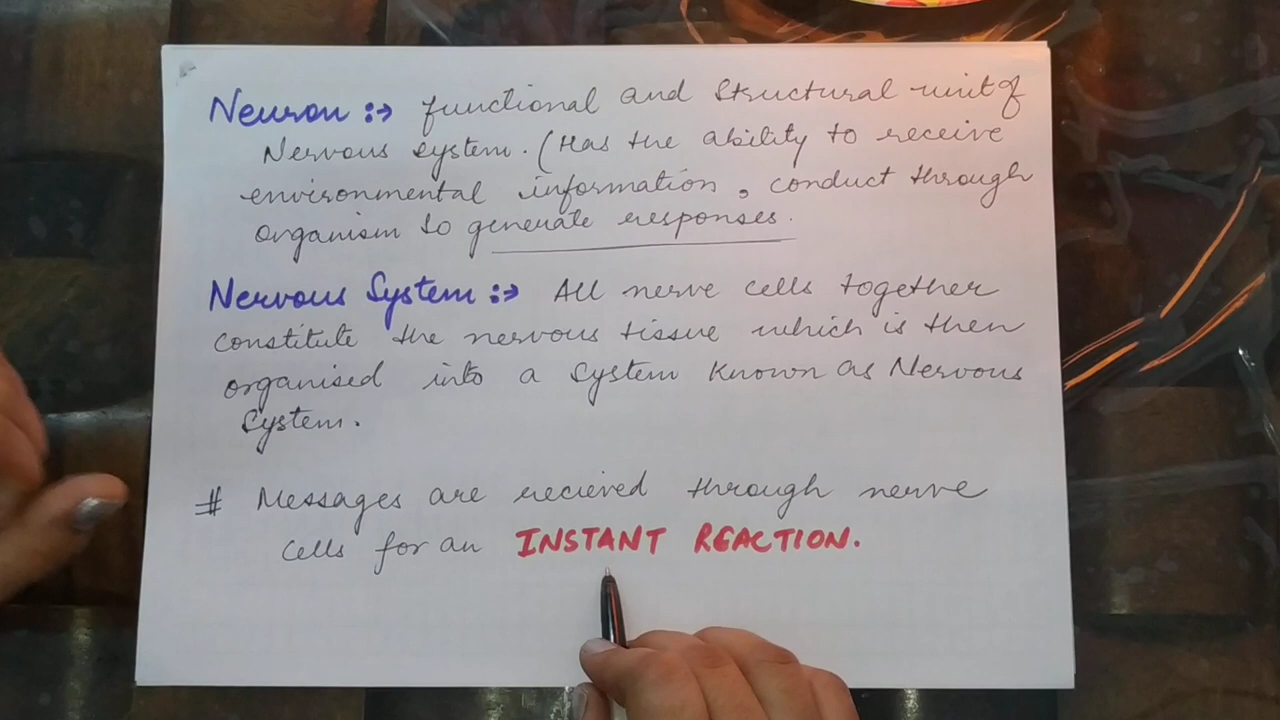 Neuron :→ functional and structural unit of
Nervous system. (Has the ability to receive
environmental information, conduct through
organism to generate responses.
Nervous System :→ All nerve cells together
constitute the nervous tissue which is then
organised into a system known as Nervous
System.
# Messages are recieved through nerve
cells for an INSTANT REACTION.